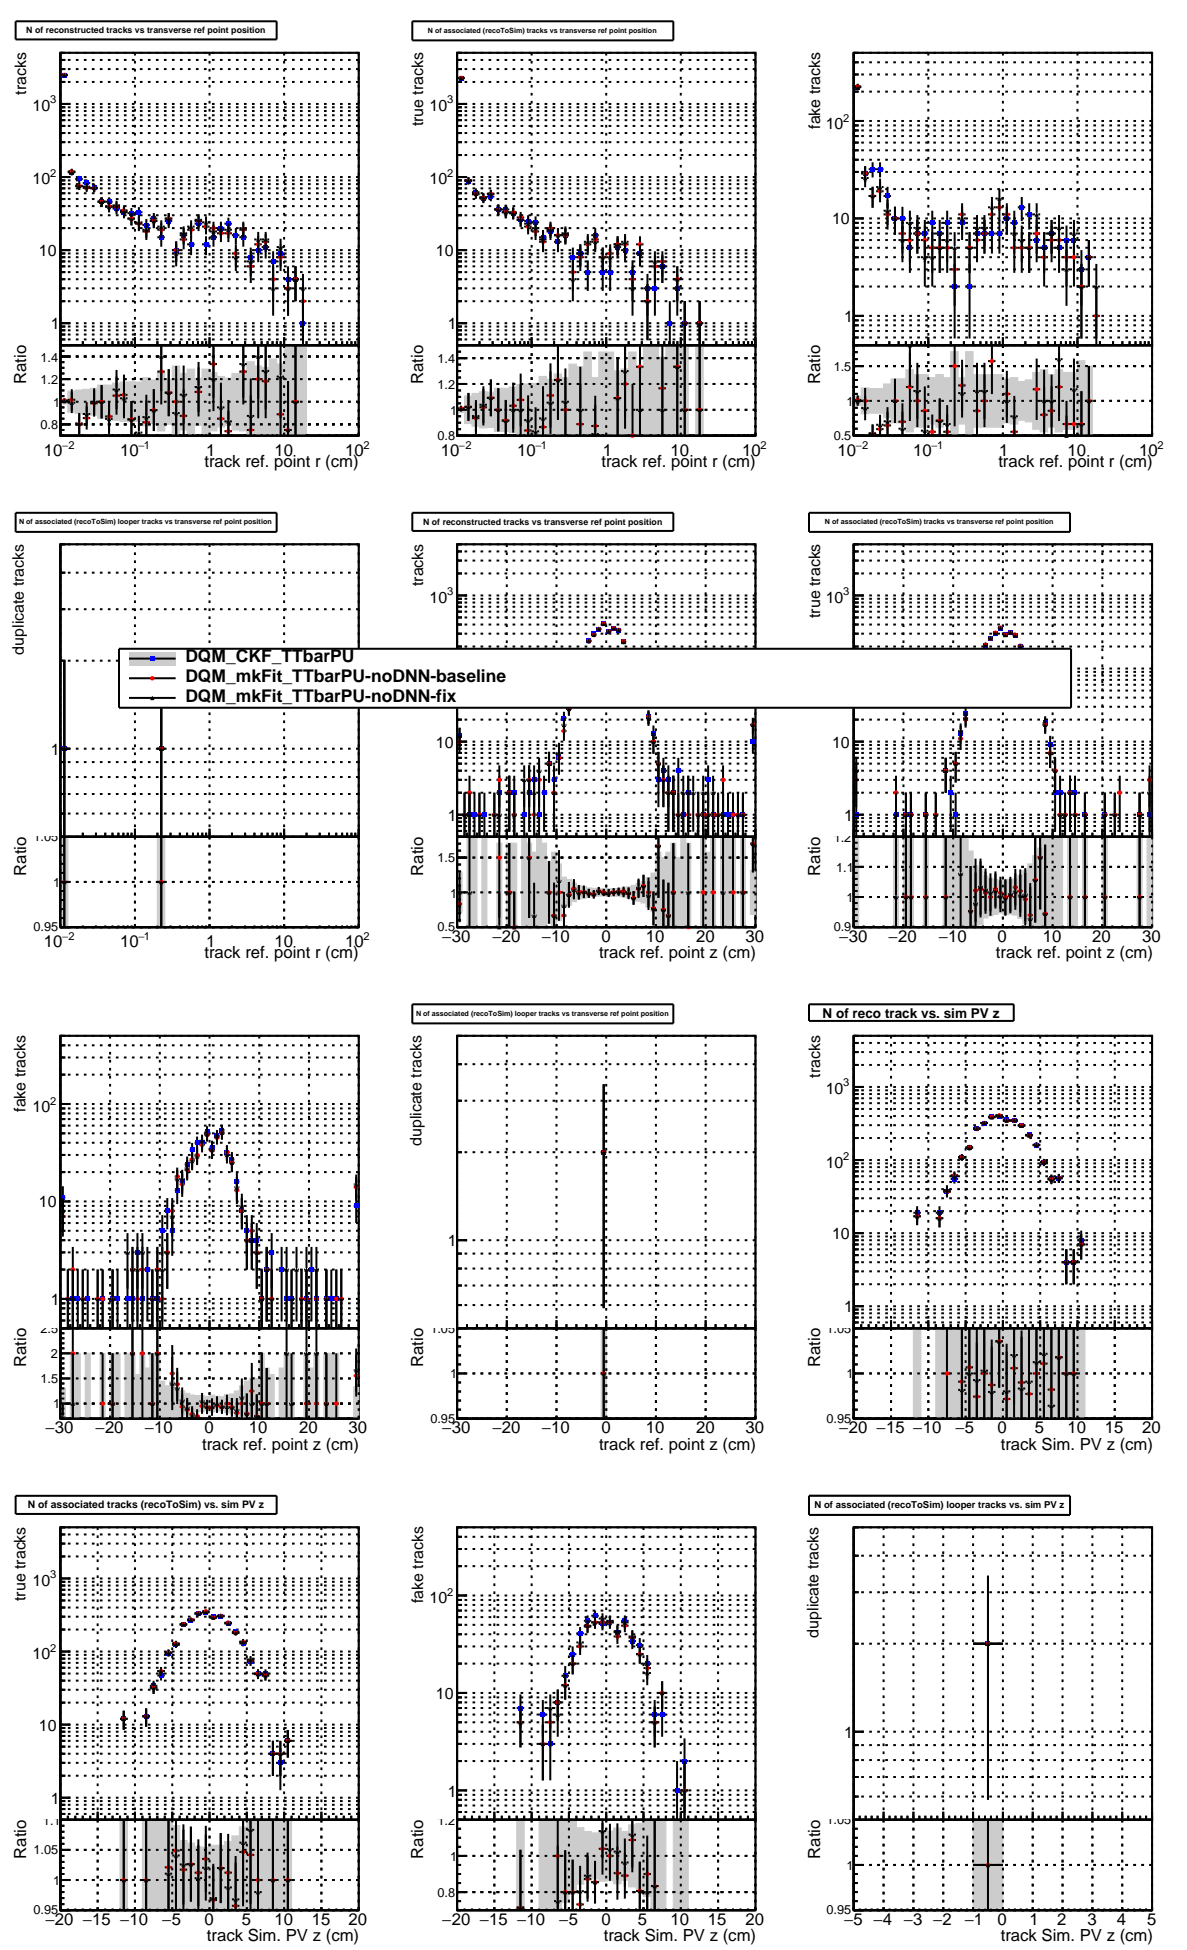 N of reconstructed tracks vs transverse ref point position
tracks
10³
10²
10
1
Ratio
1.4
1.2
1
0.8
10⁻² 10⁻¹ 1 10 10²
track ref. point r (cm)
N of associated (recoToSim) tracks vs transverse ref point position
true tracks
10³
10²
10
1
Ratio
1.4
1.2
1
0.8
10⁻² 10⁻¹ 1 10 10²
track ref. point r (cm)
fake tracks
10²
10
1
Ratio
1.5
1
0.5
10⁻² 10⁻¹ 1 10 10²
track ref. point r (cm)
N of associated (recoToSim) looper tracks vs transverse ref point position
duplicate tracks
1
Ratio
1.05
1
0.95
10⁻² 10⁻¹ 1 10 10²
track ref. point r (cm)
N of reconstructed tracks vs transverse ref point position
tracks
10³
10
1
Ratio
1.5
1
0.5
−30 −20 −10 0 10 20 30
track ref. point z (cm)
N of associated (recoToSim) tracks vs transverse ref point position
true tracks
10³
10
1
Ratio
1.2
1.1
1
0.9
−30 −20 −10 0 10 20 30
track ref. point z (cm)
DQM_CKF_TTbarPU
DQM_mkFit_TTbarPU-noDNN-baseline
DQM_mkFit_TTbarPU-noDNN-fix
fake tracks
10²
10
1
Ratio
2.5
2
1.5
1
−30 −20 −10 0 10 20 30
track ref. point z (cm)
N of associated (recoToSim) looper tracks vs transverse ref point position
duplicate tracks
1
Ratio
1.05
1
0.95
−30 −20 −10 0 10 20 30
track ref. point z (cm)
N of reco track vs. sim PV z
tracks
10³
10²
10
1
Ratio
1.05
1
0.95
−20 −15 −10 −5 0 5 10 15 20
track Sim. PV z (cm)
N of associated tracks (recoToSim) vs. sim PV z
true tracks
10³
10²
10
1
Ratio
1.1
1.05
1
0.95
−20 −15 −10 −5 0 5 10 15 20
track Sim. PV z (cm)
fake tracks
10²
10
1
Ratio
1.2
1
0.8
−20 −15 −10 −5 0 5 10 15 20
track Sim. PV z (cm)
N of associated (recoToSim) looper tracks vs. sim PV z
duplicate tracks
1
Ratio
1.05
1
0.95
−5 −4 −3 −2 −1 0 1 2 3 4 5
track Sim. PV z (cm)